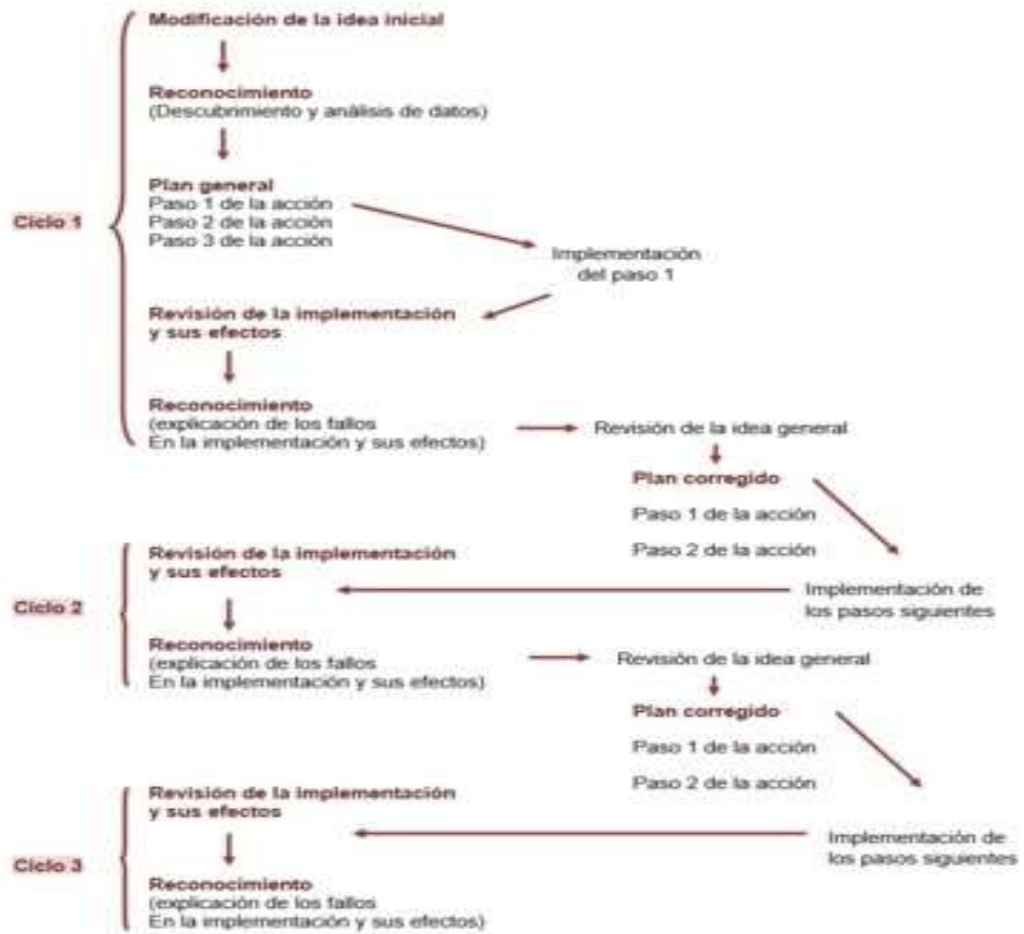 Modificación de la idea inicial
Reconocimiento
(Descubrimiento y análisis de datos)
Plan general
Paso 1 de la acción
Paso 2 de la acción
Paso 3 de la acción
Ciclo 1
Implementación
del paso 1
Revisión de la implementación
y sus efectos
Reconocimiento
(explicación de los fallos
En la implementación y sus efectos)
Revisión de la idea general
Plan corregido
Paso 1 de la acción
Paso 2 de la acción
Implementación de
los pasos siguientes
Ciclo 2
Revisión de la implementación
y sus efectos
Reconocimiento
(explicación de los fallos
En la implementación y sus efectos)
Revisión de la idea general
Plan corregido
Paso 1 de la acción
Paso 2 de la acción
Implementación de
los pasos siguientes
Ciclo 3
Revisión de la implementación
y sus efectos
Reconocimiento
(explicación de los fallos
En la implementación y sus efectos)